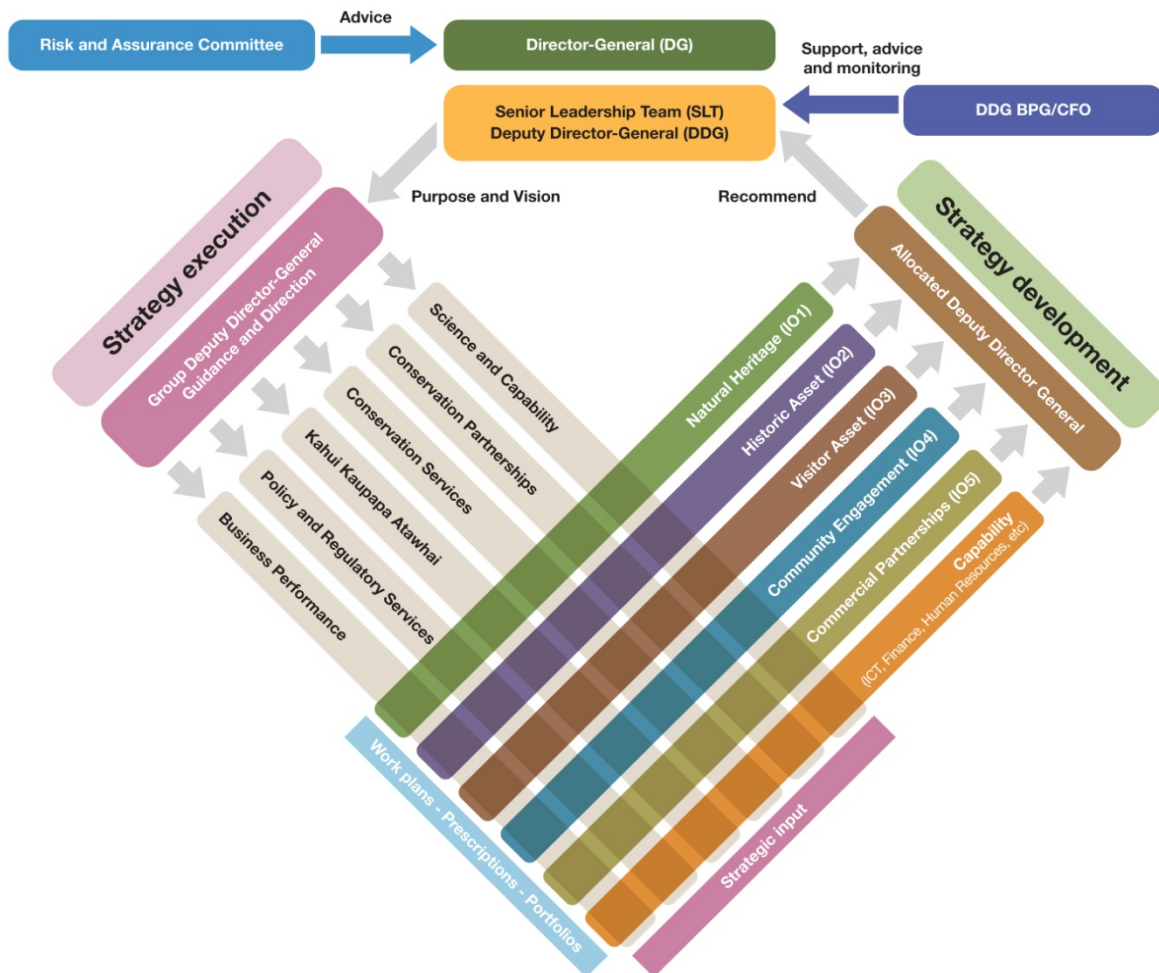 Advice
Risk and Assurance Committee
Director-General (DG)
Support, advice
and monitoring
Senior Leadership Team (SLT)
Deputy Director-General (DDG)
DDG BPG/CFO
Purpose and Vision
Recommend
Strategy execution
Group Deputy Director-General
Guidance and Direction
Strategy development
Allocated Deputy Director General
Science and Capability
Conservation Partnerships
Conservation Services
Kahui Kaupapa Atawhai
Policy and Regulatory Services
Business Performance
Natural Heritage (IO1)
Historic Asset (IO2)
Visitor Asset (IO3)
Community Engagement (IO4)
Commercial Partnerships (IO5)
Capability
(ICT, Finance, Human Resources, etc)
Work plans - Prescriptions - Portfolios
Strategic input